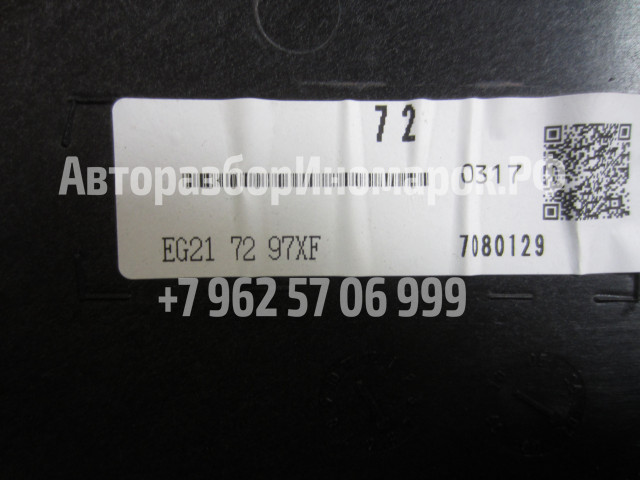 72
АвторазборИномарок.РФ
0317
EG21 72 97XF
7080129
+7 962 57 06 999